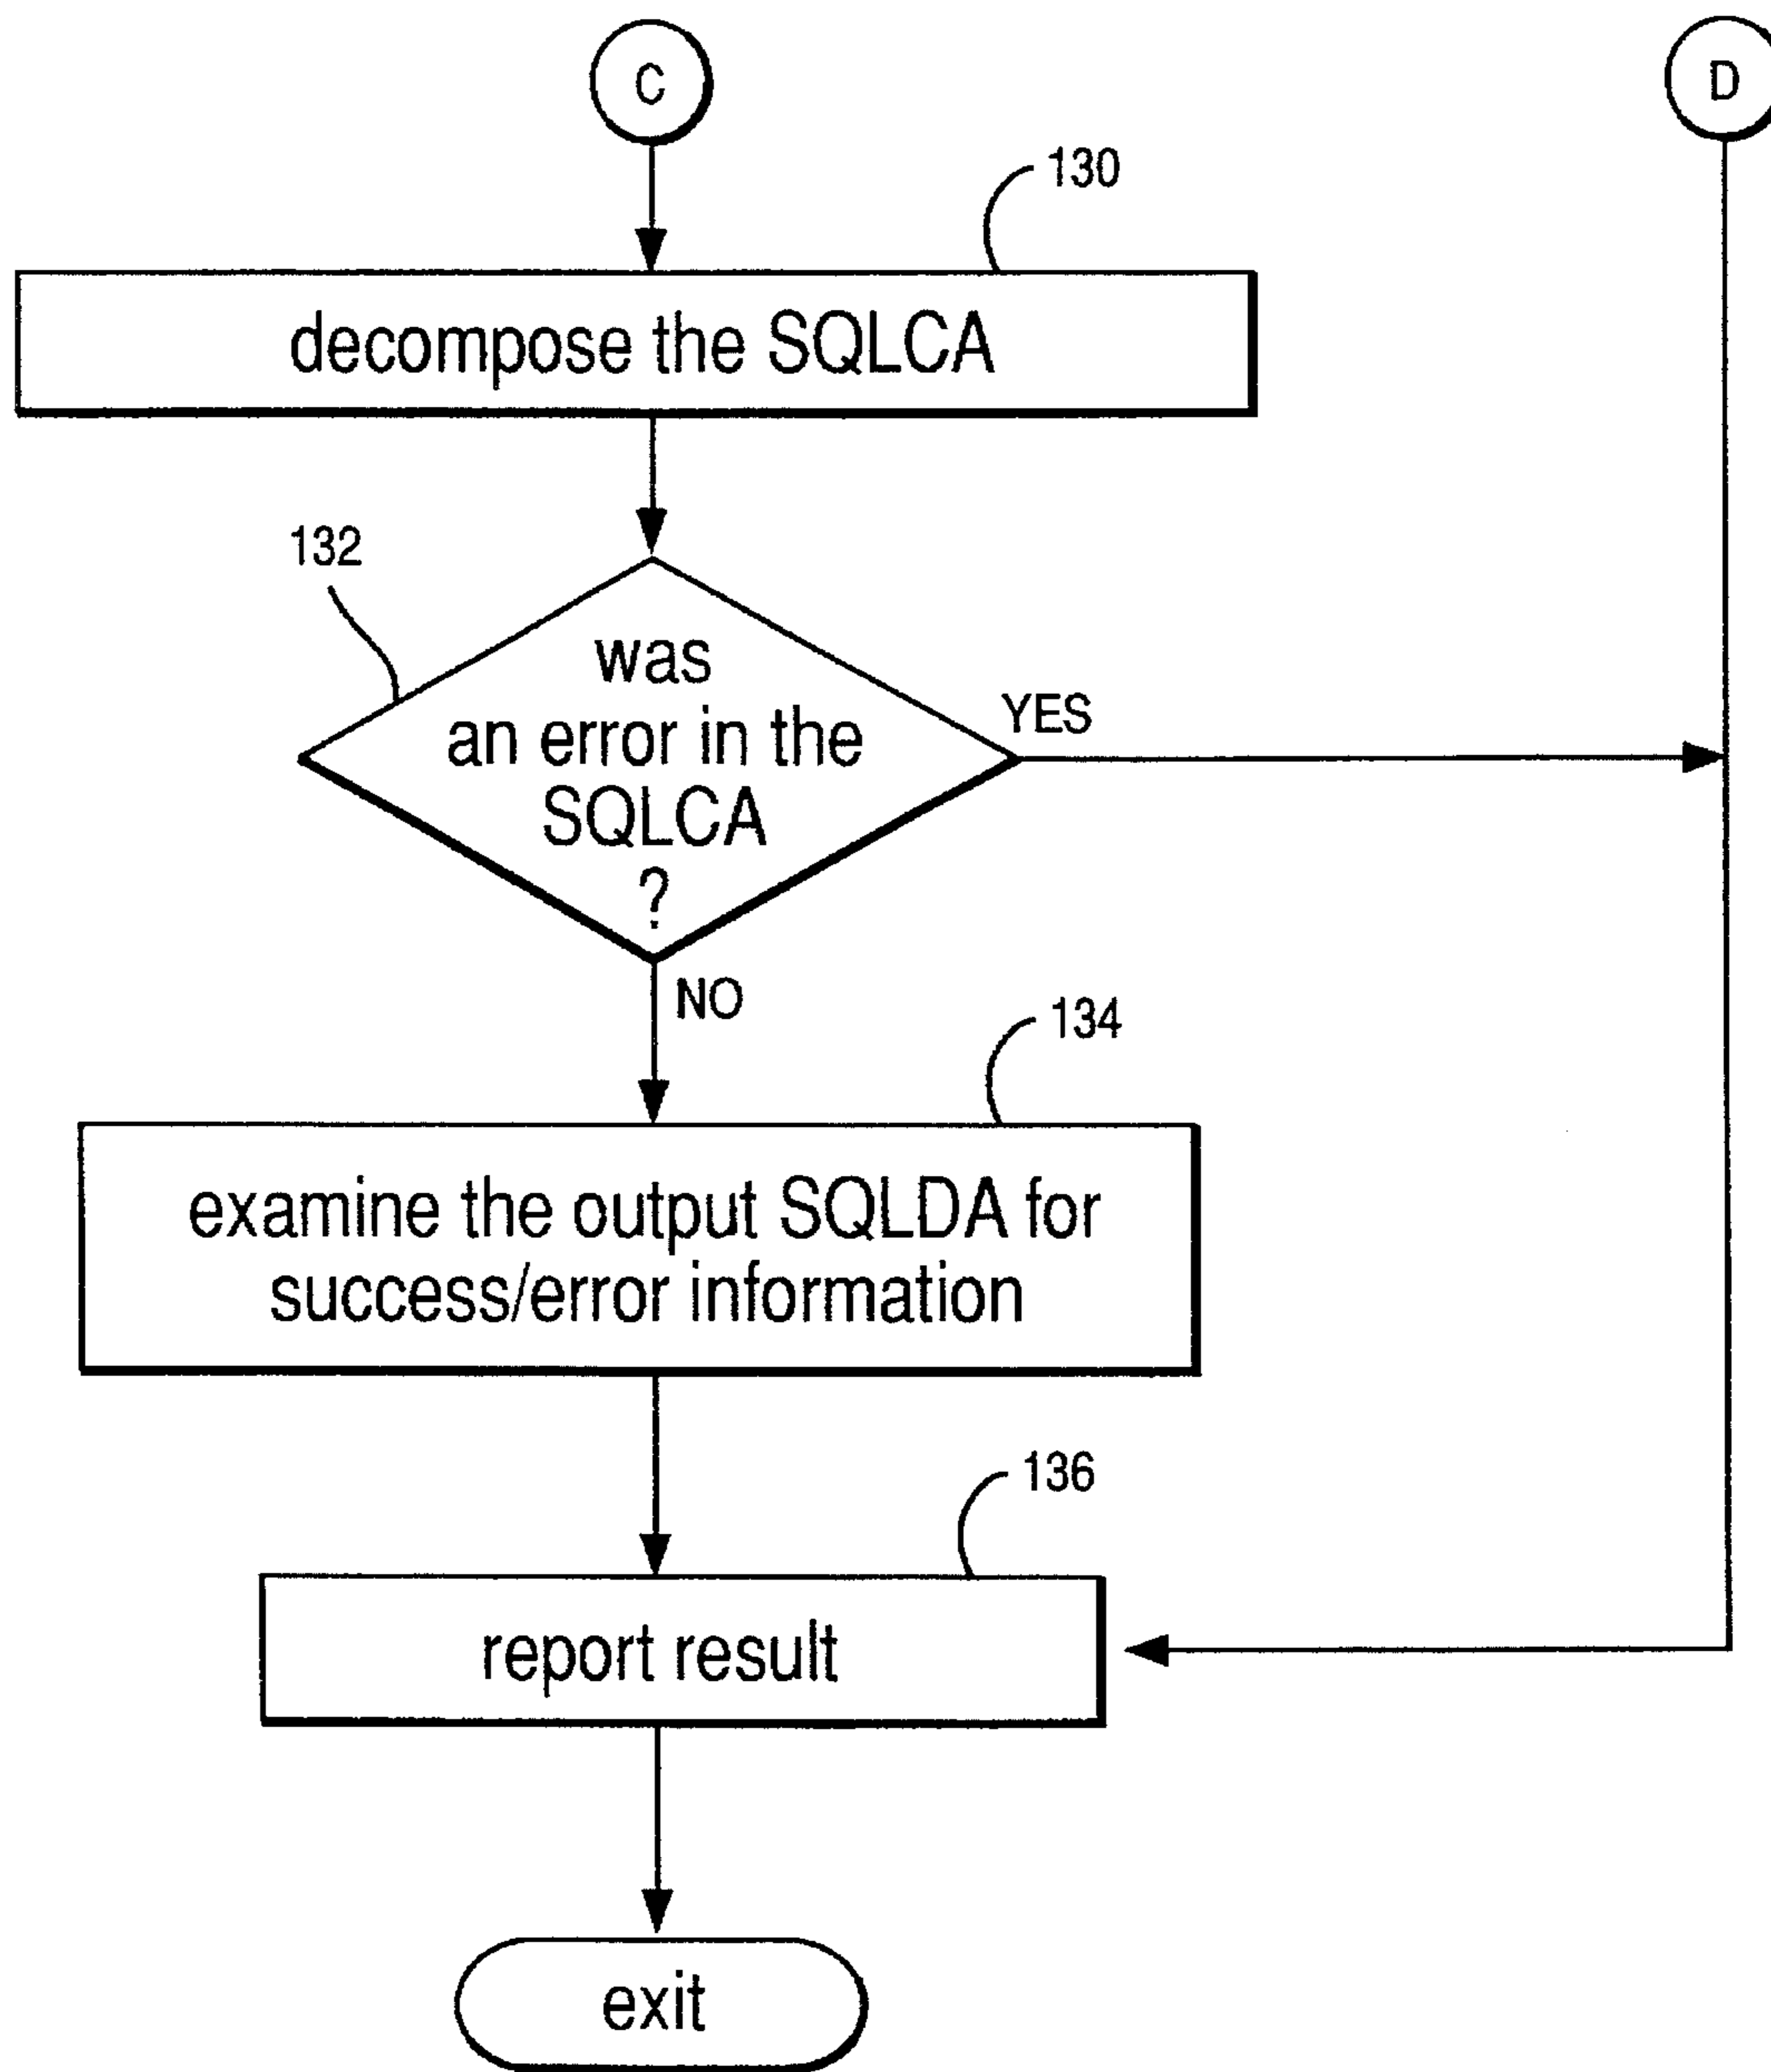 C
D
130
decompose the SQLCA
132
was
an error in the
SQLCA
?
YES
NO
134
examine the output SQLDA for
success/error information
136
report result
exit